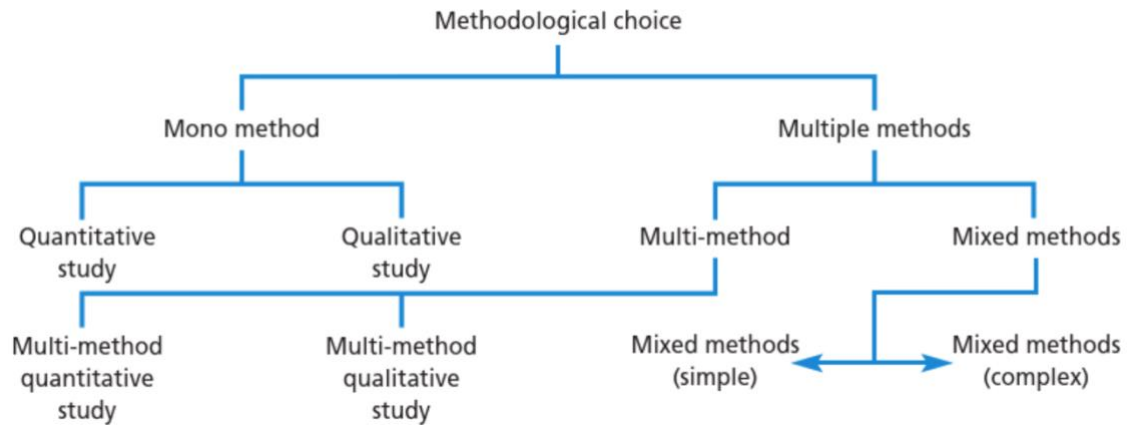 Methodological choice
Mono method
Multiple methods
Quantitative
study
Qualitative
study
Multi-method
Mixed methods
Multi-method
quantitative
study
Multi-method
qualitative
study
Mixed methods
(simple)
Mixed methods
(complex)